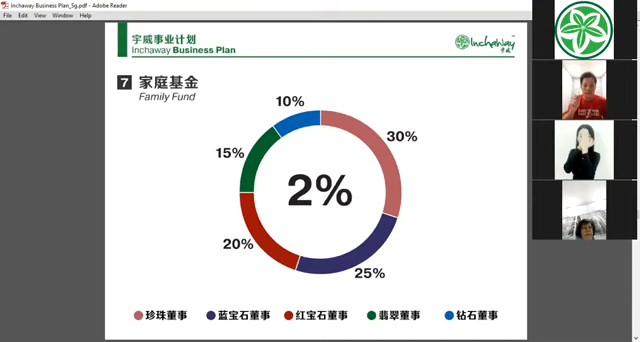 Inchaway Business Plan_Sg.pdf - Adobe Reader
File Edit View Window Help
宇威事业计划
Inchaway Business Plan
Inchaway
宇威
7 家庭基金
Family Fund
10%
30%
15%
2%
20%
25%
珍珠董事 蓝宝石董事 红宝石董事 翡翠董事 钻石董事